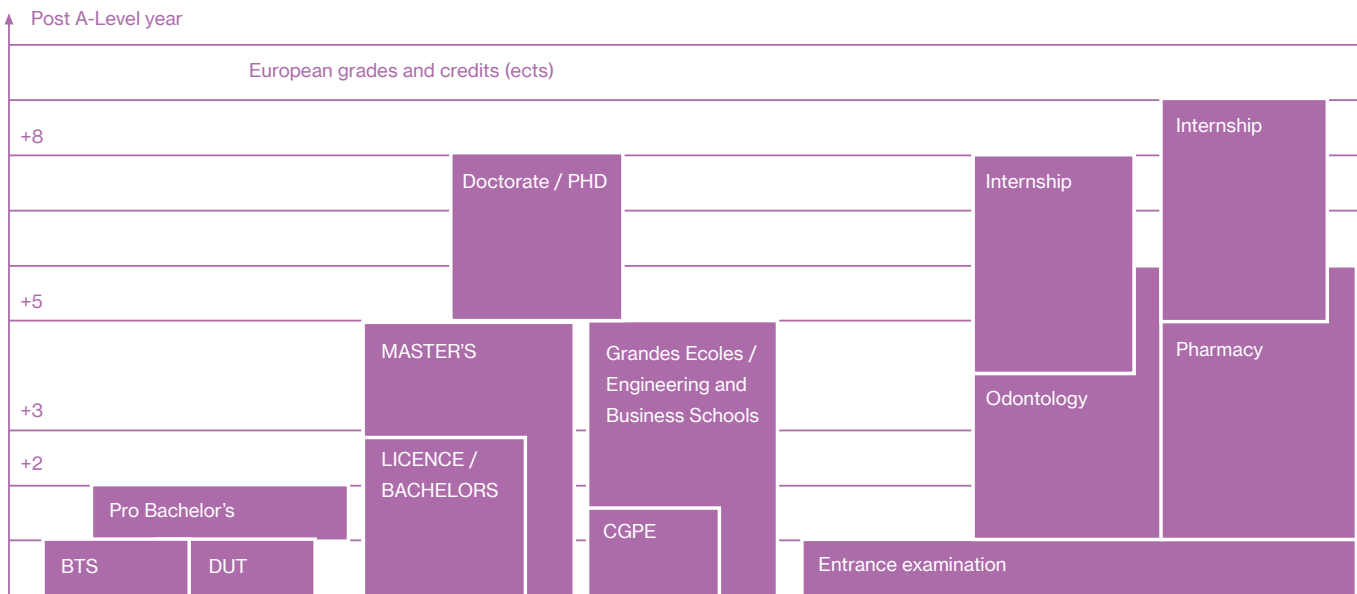 Post A-Level year
European grades and credits (ects)
+8
Internship
Doctorate / PHD
Internship
+5
MASTER'S
Grandes Ecoles /
Engineering and
Business Schools
Pharmacy
Odontology
+3
+2
LICENCE /
BACHELORS
Pro Bachelor's
CGPE
BTS
DUT
Entrance examination